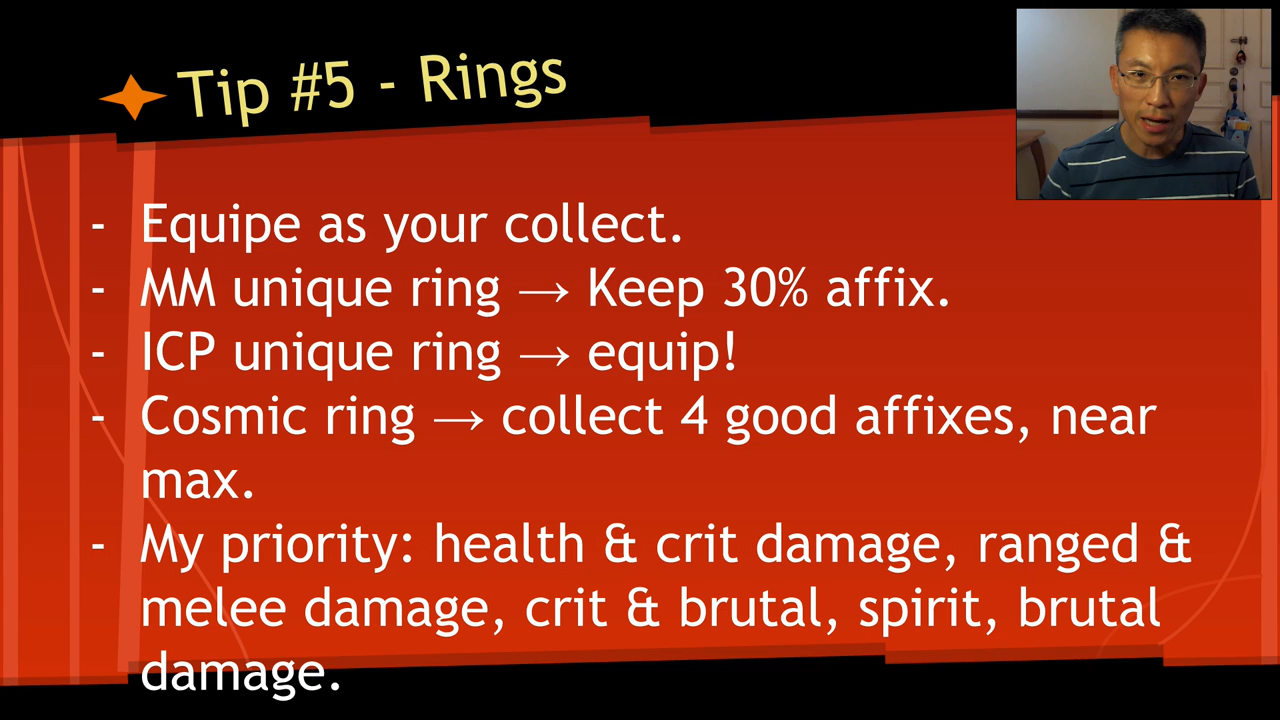 Tip #5 - Rings
- Equipe as your collect.
- MM unique ring → Keep 30% affix.
- ICP unique ring → equip!
- Cosmic ring → collect 4 good affixes, near
max.
- My priority: health & crit damage, ranged &
melee damage, crit & brutal, spirit, brutal
damage.